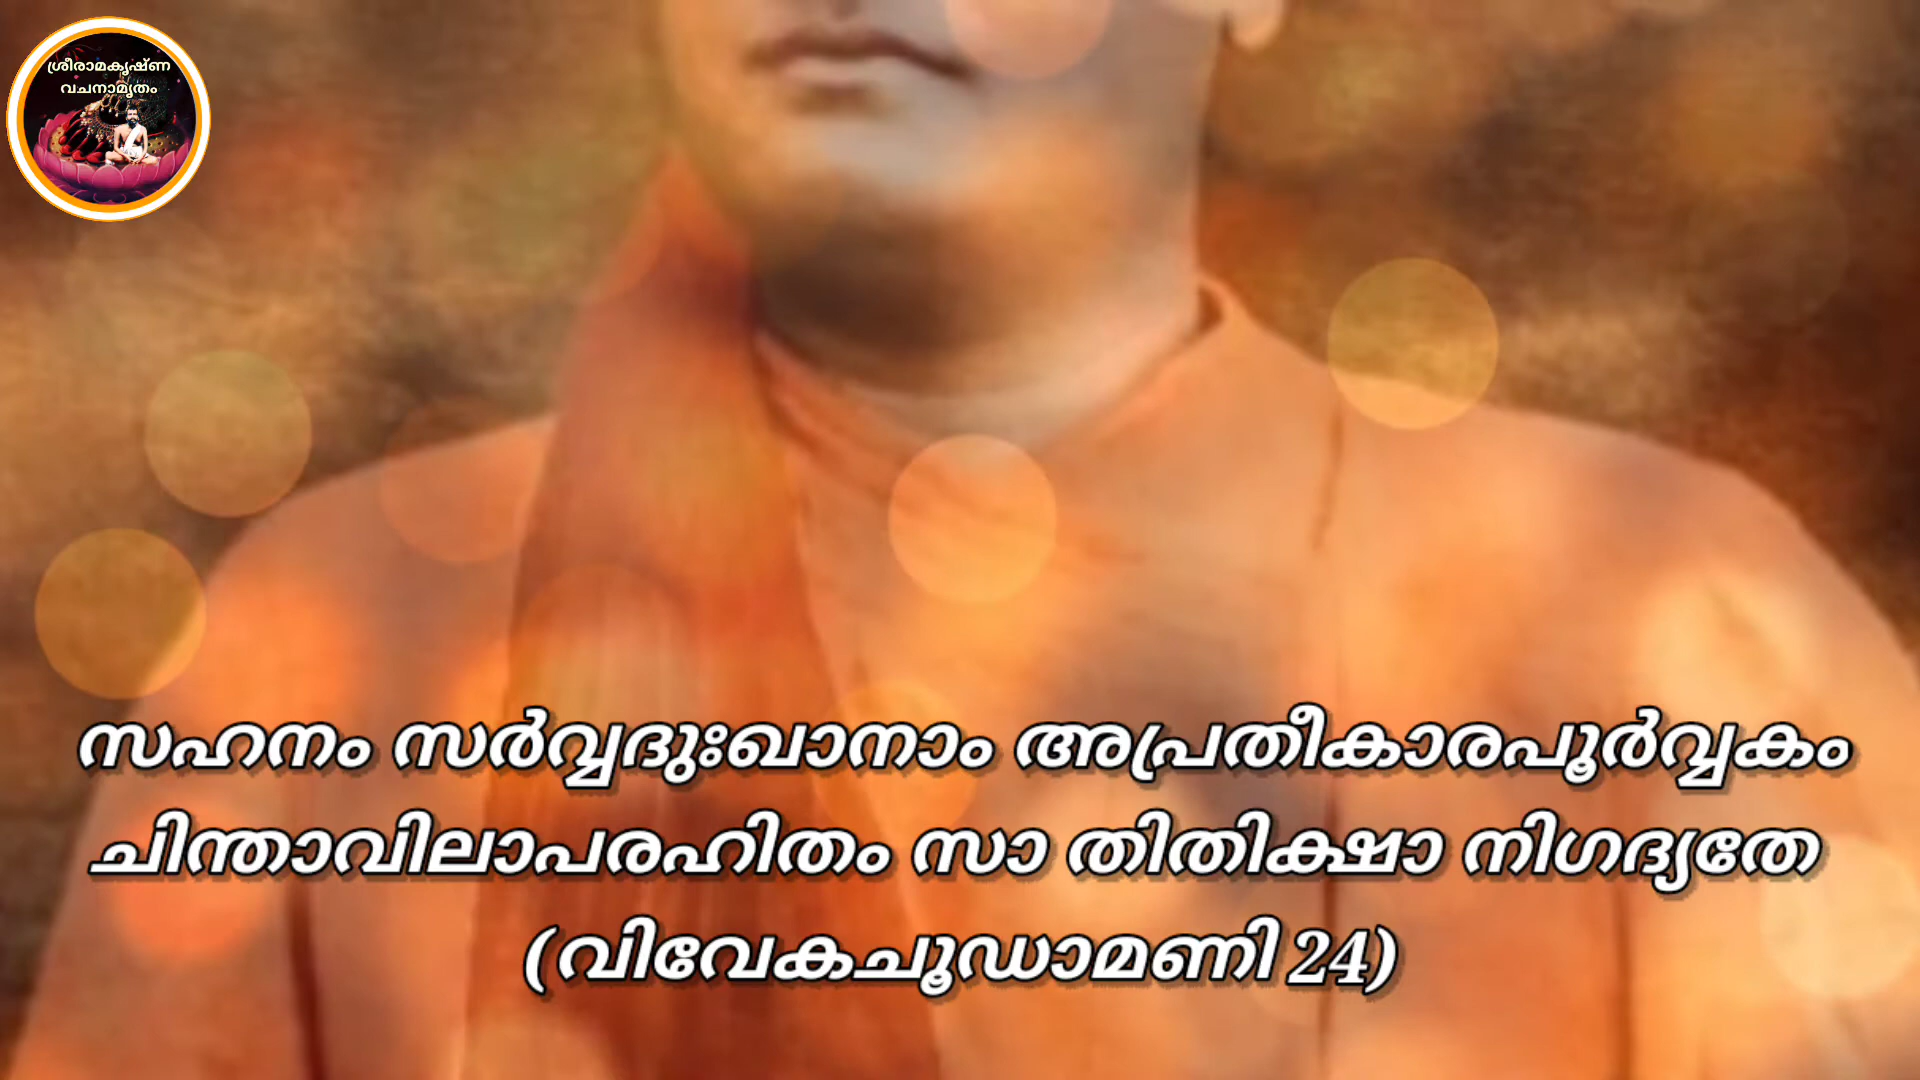 ശ്രീരാമകൃഷ്ണ
വചനാമൃതം
സഹനം സർവ്വദുഃഖാനാം അപ്രതീകാരപൂർവ്വകം
ചിന്താവിലാപരഹിതം സാ തിതിക്ഷാ നിഗദ്യതേ
(വിവേകചൂഡാമണി 24)